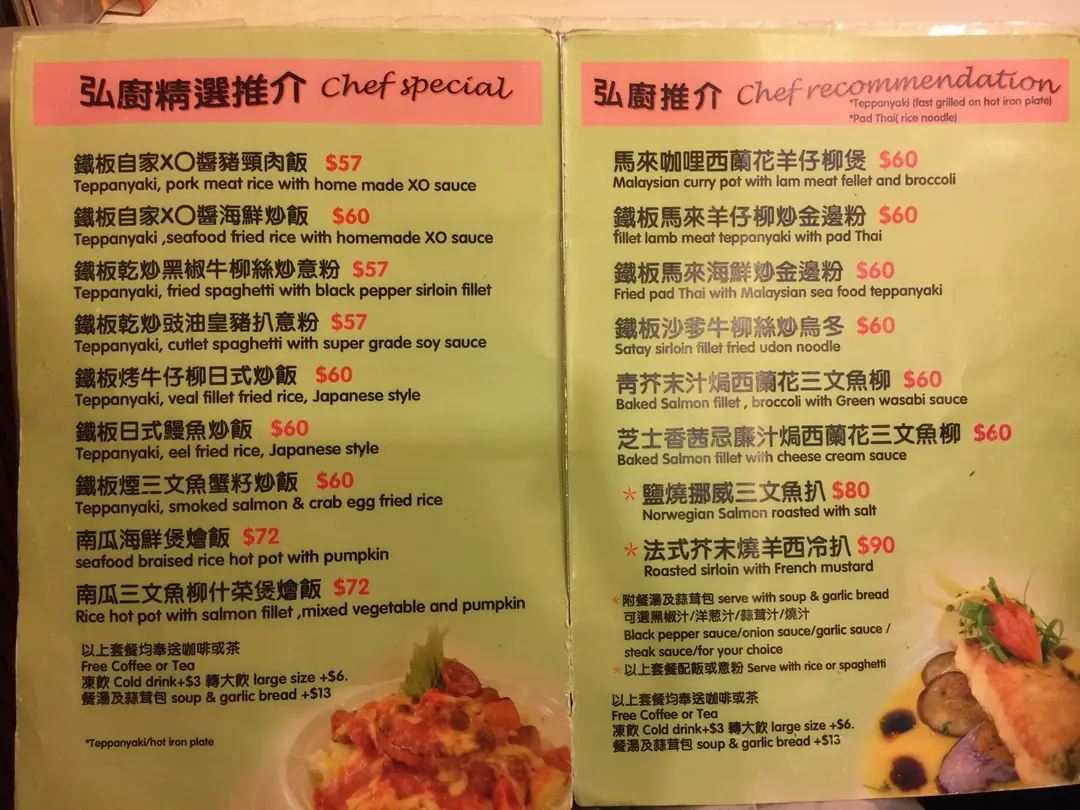 弘廚精選推介 Chef special
鐵板自家XO醬豬頸肉飯 $57
Teppanyaki, pork meat rice with home made XO sauce
鐵板自家XO醬海鮮炒飯 $60
Teppanyaki ,seafood fried rice with homemade XO sauce
鐵板乾炒黑椒牛柳絲炒意粉 $57
Teppanyaki, fried spaghetti with black pepper sirloin fillet
鐵板乾炒豉油皇豬扒意粉 $57
Teppanyaki, cutlet spaghetti with super grade soy sauce
鐵板烤牛仔柳日式炒飯 $60
Teppanyaki, veal fillet fried rice, Japanese style
鐵板日式鰻魚炒飯 $60
Teppanyaki, eel fried rice, Japanese style
鐵板煙三文魚蟹籽炒飯 $60
Teppanyaki, smoked salmon & crab egg fried rice
南瓜海鮮煲燴飯 $72
seafood braised rice hot pot with pumpkin
南瓜三文魚柳什菜煲燴飯 $72
Rice hot pot with salmon fillet ,mixed vegetable and pumpkin
以上套餐均奉送咖啡或茶
Free Coffee or Tea
凍飲 Cold drink+$3 轉大飲 large size +$6.
餐湯及蒜茸包 soup & garlic bread +$13
*Teppanyaki/hot iron plate
弘廚推介 Chef recommendation
*Teppanyaki (fast grilled on hot iron plate)
*Pad Thai( rice noodle)
馬來咖哩西蘭花羊仔柳煲 $60
Malaysian curry pot with lam meat fellet and broccoli
鐵板馬來羊仔柳炒金邊粉 $60
fillet lamb meat teppanyaki with pad Thai
鐵板馬來海鮮炒金邊粉 $60
Fried pad Thai with Malaysian sea food teppanyaki
鐵板沙爹牛柳絲炒烏冬 $60
Satay sirloin fillet fried udon noodle
青芥末汁焗西蘭花三文魚柳 $60
Baked Salmon fillet , broccoli with Green wasabi sauce
芝士香茜忌廉汁焗西蘭花三文魚柳 $60
Baked Salmon fillet with cheese cream sauce
*鹽燒挪威三文魚扒 $80
Norwegian Salmon roasted with salt
*法式芥末燒羊西冷扒 $90
Roasted sirloin with French mustard
*附餐湯及蒜茸包 serve with soup & garlic bread
可選黑椒汁/洋葱汁/蒜茸汁/燒汁
Black pepper sauce/onion sauce/garlic sauce /
steak sauce/for your choice
*以上套餐配飯或意粉 Serve with rice or spaghetti
以上套餐均奉送咖啡或茶
Free Coffee or Tea
凍飲 Cold drink+$3 轉大飲 large size +$6.
餐湯及蒜茸包 soup & garlic bread +$13